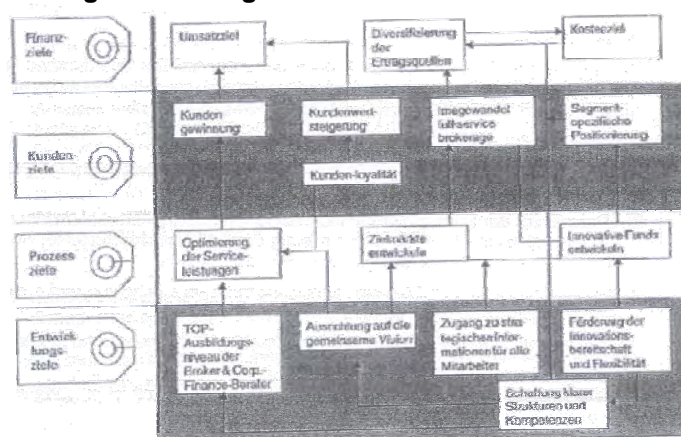 Finanz-
ziele
Umsatzziel
Diversifizierung
der
Ertragsquellen
Kostenziel
Kunden
gewinnung
Kundenwert-
steigerung
Imagewandel
fullservice
brokerage
Segment-
spezifische
Positionierung
Kunden
ziele
Kunden-loyalität
Prozess
ziele
Optimierung
der Service-
leistungen
Zielmärkte
entwickeln
Innovative Funds
entwickeln
Entwick
lungs-
ziele
TOP-
Ausbildungs-
niveau der
Broker & Corp.-
Finance-Berater
Ausrichtung auf die
gemeinsame Vision
Zugang zu stra-
tegischen Infor-
mationen für alle
Mitarbeiter
Förderung der
Innovations-
bereitschaft
und Flexibilität
Schaffung klarer
Strukturen und
Kompetenzen